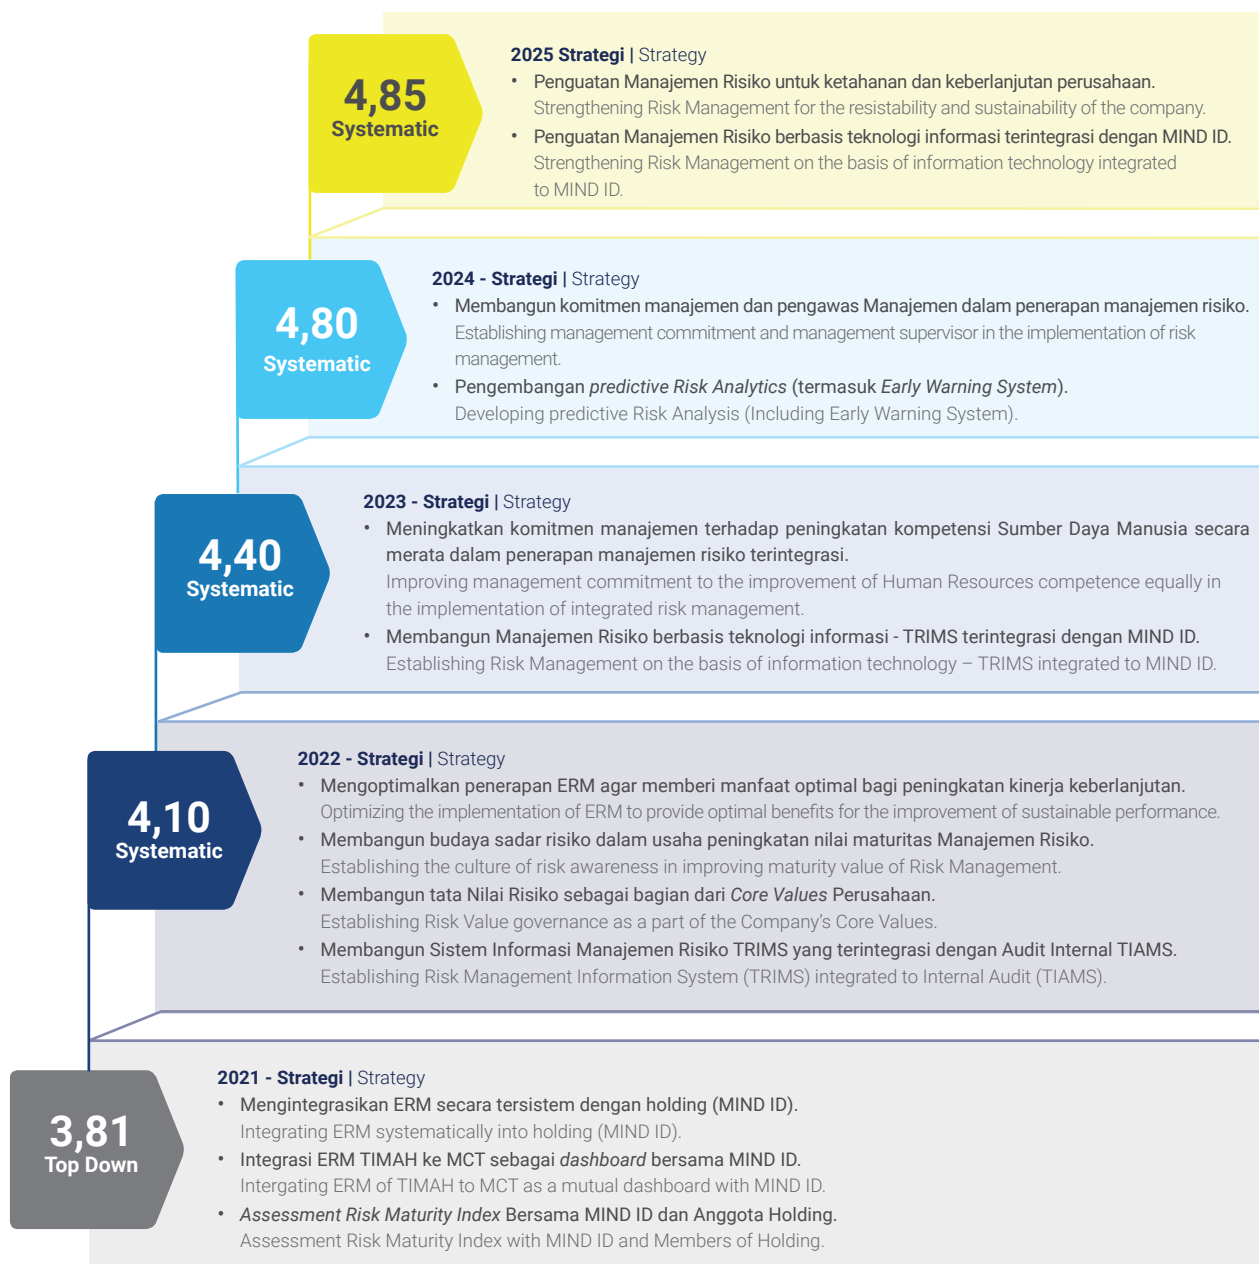 4,85
Systematic
2025 Strategi | Strategy
• Penguatan Manajemen Risiko untuk ketahanan dan keberlanjutan perusahaan.
Strengthening Risk Management for the resistability and sustainability of the company.
• Penguatan Manajemen Risiko berbasis teknologi informasi terintegrasi dengan MIND ID.
Strengthening Risk Management on the basis of information technology integrated
to MIND ID.
4,80
Systematic
2024 - Strategi | Strategy
• Membangun komitmen manajemen dan pengawas Manajemen dalam penerapan manajemen risiko.
Establishing management commitment and management supervisor in the implementation of risk
management.
• Pengembangan predictive Risk Analytics (termasuk Early Warning System).
Developing predictive Risk Analysis (Including Early Warning System).
4,40
Systematic
2023 - Strategi | Strategy
• Meningkatkan komitmen manajemen terhadap peningkatan kompetensi Sumber Daya Manusia secara
merata dalam penerapan manajemen risiko terintegrasi.
Improving management commitment to the improvement of Human Resources competence equally in
the implementation of integrated risk management.
• Membangun Manajemen Risiko berbasis teknologi informasi - TRIMS terintegrasi dengan MIND ID.
Establishing Risk Management on the basis of information technology – TRIMS integrated to MIND ID.
4,10
Systematic
2022 - Strategi | Strategy
• Mengoptimalkan penerapan ERM agar memberi manfaat optimal bagi peningkatan kinerja keberlanjutan.
Optimizing the implementation of ERM to provide optimal benefits for the improvement of sustainable performance.
• Membangun budaya sadar risiko dalam usaha peningkatan nilai maturitas Manajemen Risiko.
Establishing the culture of risk awareness in improving maturity value of Risk Management.
• Membangun tata Nilai Risiko sebagai bagian dari Core Values Perusahaan.
Establishing Risk Value governance as a part of the Company's Core Values.
• Membangun Sistem Informasi Manajemen Risiko TRIMS yang terintegrasi dengan Audit Internal TIAMS.
Establishing Risk Management Information System (TRIMS) integrated to Internal Audit (TIAMS).
3,81
Top Down
2021 - Strategi | Strategy
• Mengintegrasikan ERM secara tersistem dengan holding (MIND ID).
Integrating ERM systematically into holding (MIND ID).
• Integrasi ERM TIMAH ke MCT sebagai dashboard bersama MIND ID.
Intergating ERM of TIMAH to MCT as a mutual dashboard with MIND ID.
• Assessment Risk Maturity Index Bersama MIND ID dan Anggota Holding.
Assessment Risk Maturity Index with MIND ID and Members of Holding.